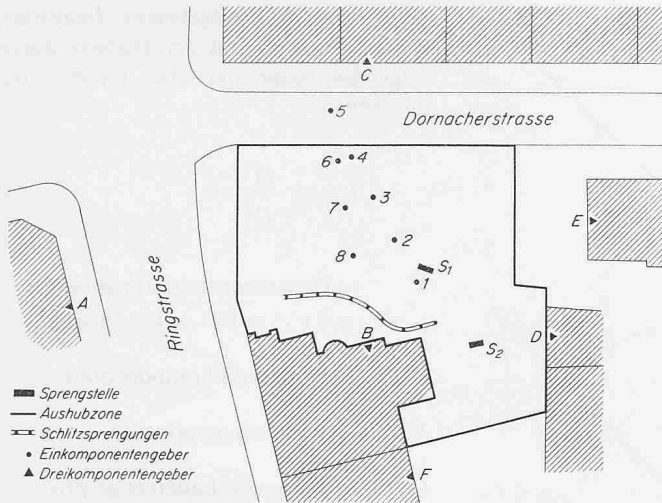 C
5
Dornacherstrasse
4
6
3
7
E
2
8
S1
1
A
Ringstrasse
B
D
S2
Sprengstelle
Aushubzone
Schlitzsprengungen
Einkomponentengeber
Dreikomponentengeber
F